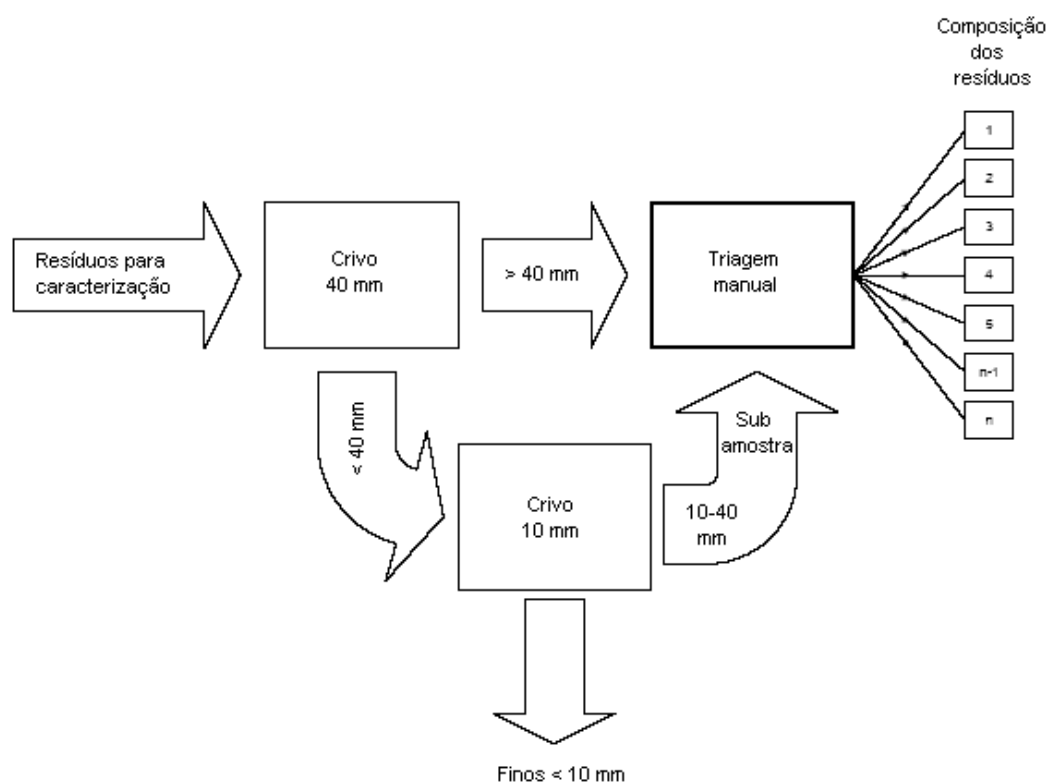 Composição
dos
resíduos
1
2
3
4
5
n-1
n
Resíduos para
caracterização
Crivo
40 mm
> 40 mm
Triagem
manual
< 40 mm
Sub
amostra
10-40
mm
Crivo
10 mm
Finos < 10 mm